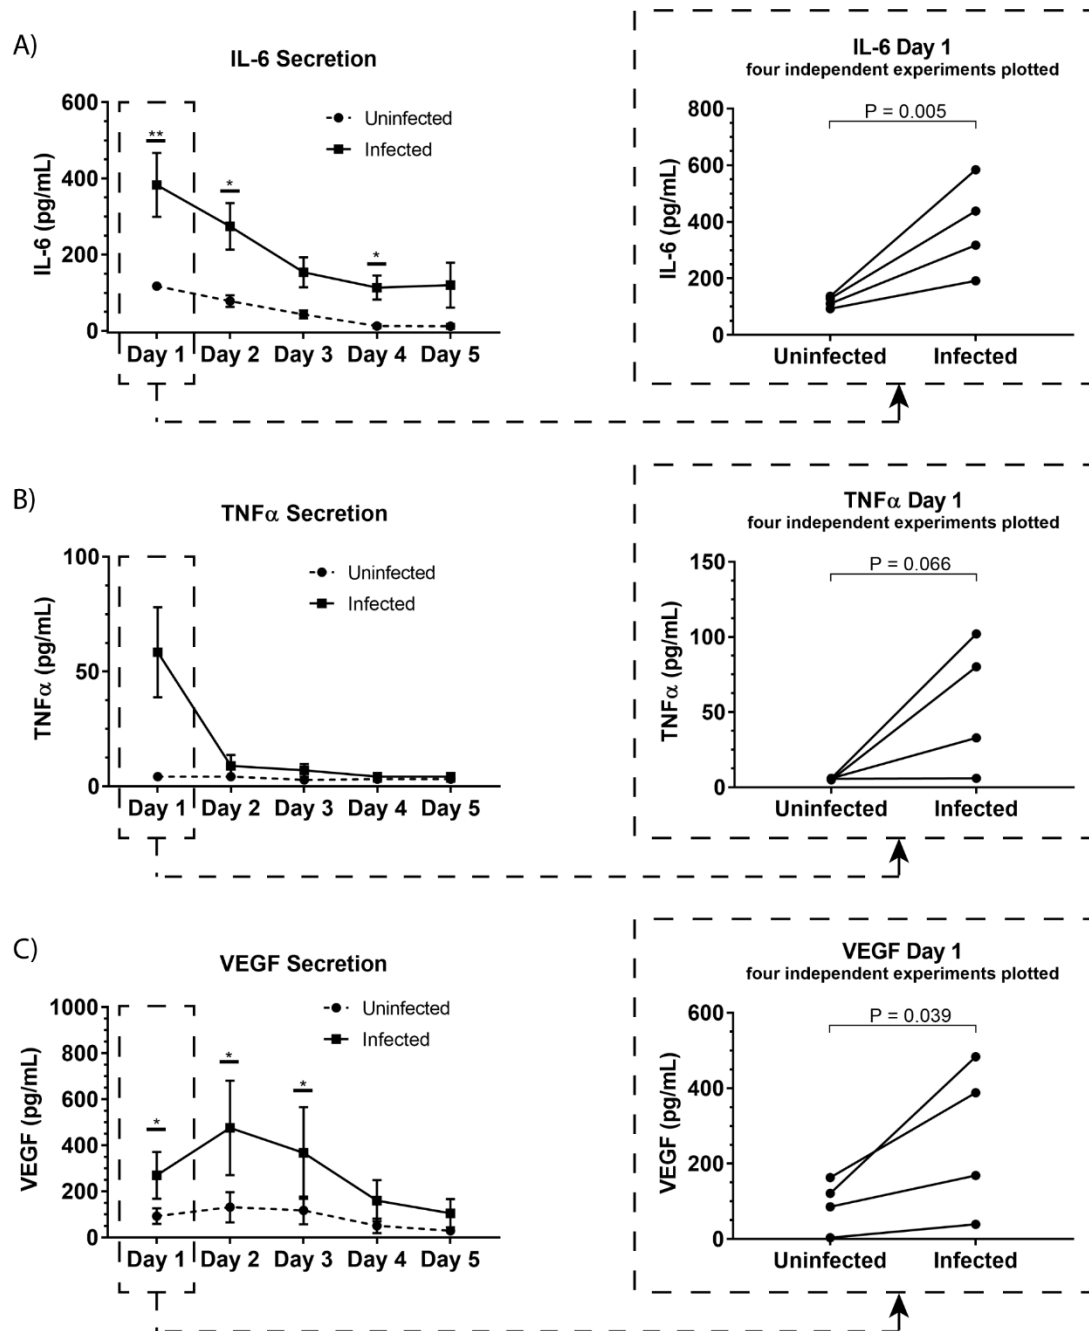 A)
IL-6 Secretion
Uninfected
Infected
600
400
200
0
IL-6 (pg/mL)
**
*
*
Day 1 Day 2 Day 3 Day 4 Day 5
IL-6 Day 1
four independent experiments plotted
P = 0.005
800
600
400
200
0
IL-6 (pg/mL)
Uninfected Infected
B)
TNFα Secretion
Uninfected
Infected
100
50
0
TNFα (pg/mL)
Day 1 Day 2 Day 3 Day 4 Day 5
TNFα Day 1
four independent experiments plotted
P = 0.066
150
100
50
0
TNFα (pg/mL)
Uninfected Infected
C)
VEGF Secretion
Uninfected
Infected
1000
800
600
400
200
0
VEGF (pg/mL)
*
*
*
Day 1 Day 2 Day 3 Day 4 Day 5
VEGF Day 1
four independent experiments plotted
P = 0.039
600
400
200
0
VEGF (pg/mL)
Uninfected Infected